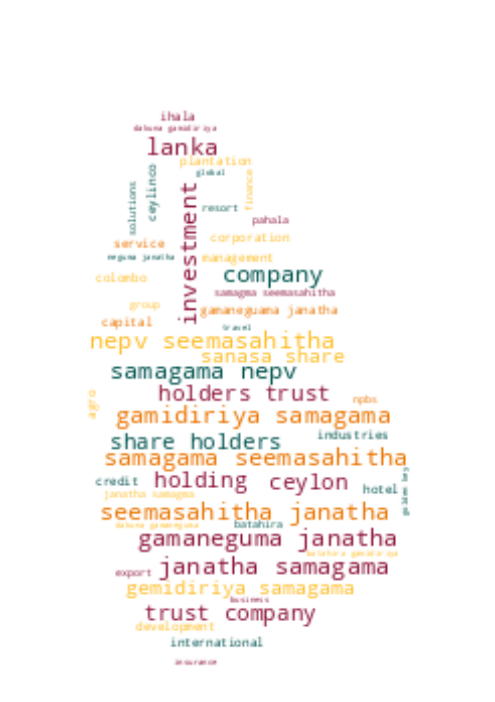 ihala
dakuna gamidiriya
lanka
plantation
global
solutions
ceylinco
finance
investment
resort
pahala
corporation
service
neguma janatha
management
colombo
company
samagma seemasahitha
group
gamaneguama janatha
capital
travel
nepv seemasahitha
sanasa share
samagama nepv
holders trust
agro
npbs
gamidiriya samagama
share holders
industries
samagama seemasahitha
credit
holding
ceylon
hotel
golden key
janatha samagma
seemasahitha janatha
dakuna gamaneguma
batahira
gamaneguma janatha
batahira gamidiriya
export
janatha samagama
gemidiriya samagama
business
trust company
development
international
insurance